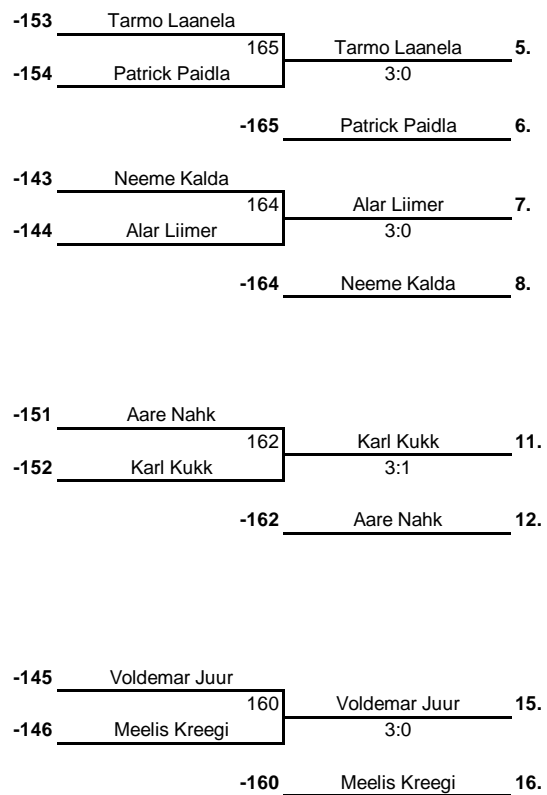 -153 Tarmo Laanela
165 Tarmo Laanela 5.
-154 Patrick Paidla 3:0
-165 Patrick Paidla 6.
-143 Neeme Kalda
164 Alar Liimer 7.
-144 Alar Liimer 3:0
-164 Neeme Kalda 8.
-151 Aare Nahk
162 Karl Kukk 11.
-152 Karl Kukk 3:1
-162 Aare Nahk 12.
-145 Voldemar Juur
160 Voldemar Juur 15.
-146 Meelis Kreegi 3:0
-160 Meelis Kreegi 16.